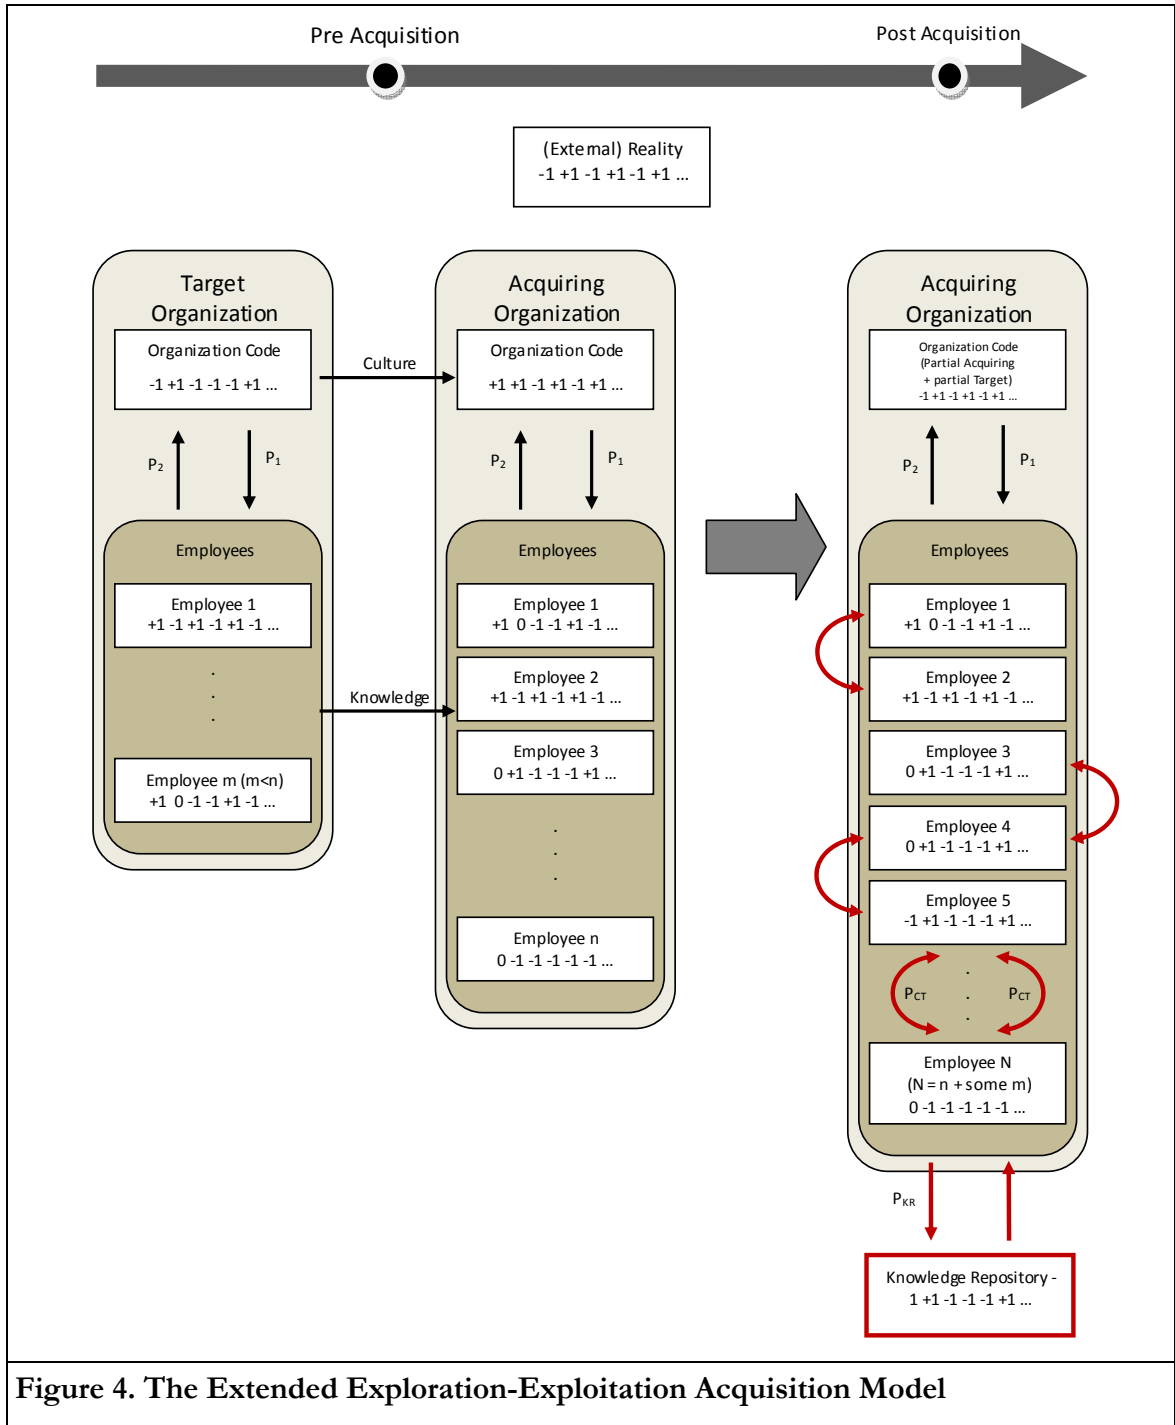 Pre Acquisition
Post Acquisition
(External) Reality
-1 +1 -1 +1 -1 +1 ...
Target
Organization
Organization Code
-1 +1 -1 -1 -1 +1 ...
P2
P1
Employees
Employee 1
+1 -1 +1 -1 +1 -1 ...
.
.
.
Employee m (m<n)
+1 0 -1 -1 +1 -1 ...
Culture
Knowledge
Acquiring
Organization
Organization Code
+1 +1 -1 +1 -1 +1 ...
P2
P1
Employees
Employee 1
+1 0 -1 -1 +1 -1 ...
Employee 2
+1 -1 +1 -1 +1 -1 ...
Employee 3
0 +1 -1 -1 -1 +1 ...
.
.
.
Employee n
0 -1 -1 -1 -1 -1 ...
Acquiring
Organization
Organization Code
(Partial Acquiring
+ partial Target)
-1 +1 -1 +1 -1 +1 ...
P2
P1
Employees
Employee 1
+1 0 -1 -1 +1 -1 ...
Employee 2
+1 -1 +1 -1 +1 -1 ...
Employee 3
0 +1 -1 -1 -1 +1 ...
Employee 4
0 +1 -1 -1 -1 +1 ...
Employee 5
-1 +1 -1 -1 -1 +1 ...
PCT
.
.
.
PCT
Employee N
(N = n + some m)
0 -1 -1 -1 -1 -1 ...
PKR
Knowledge Repository -
1 +1 -1 -1 -1 +1 ...
Figure 4. The Extended Exploration-Exploitation Acquisition Model